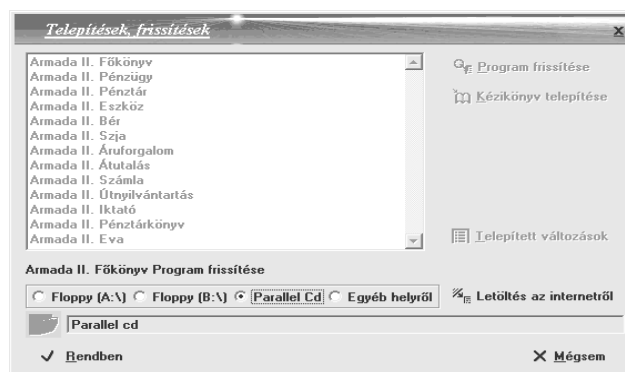 Telepítések, frissítések
Armada II. Főkönyv
Armada II. Pénzügy
Armada II. Pénztár
Armada II. Eszköz
Armada II. Bér
Armada II. Szja
Armada II. Áruforgalom
Armada II. Átutalás
Armada II. Számla
Armada II. Útnyilvántartás
Armada II. Iktató
Armada II. Pénztárkönyv
Armada II. Eva
Program frissítése
Kézikönyv telepítése
Telepített változások
Armada II. Főkönyv Program frissítése
Floppy (A:\) Floppy (B:\) Parallel Cd Egyéb helyről
Letöltés az internetről
Parallel cd
Rendben
Mégsem